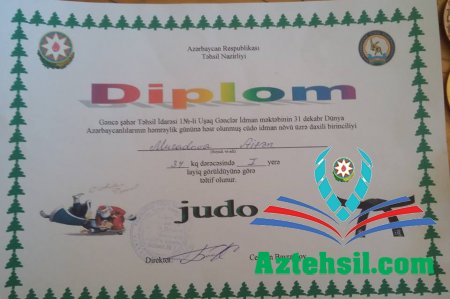 Azərbaycan Respublikası
Təhsil Nazirliyi
Diplom
Gəncə şəhər Təhsil İdarəsi 1№-li Uşaq Gənclər İdman məktəbinin 31 dekabr Dünya
Azərbaycanlılarının həmrəylik gününə həsr olunmuş cüdo idman növü üzrə daxili birinciliyi
34 kq dərəcəsində I yerə
layiq görüldüyünə görə
təltif olunur.
judo
Direktor
Aztehsil.com